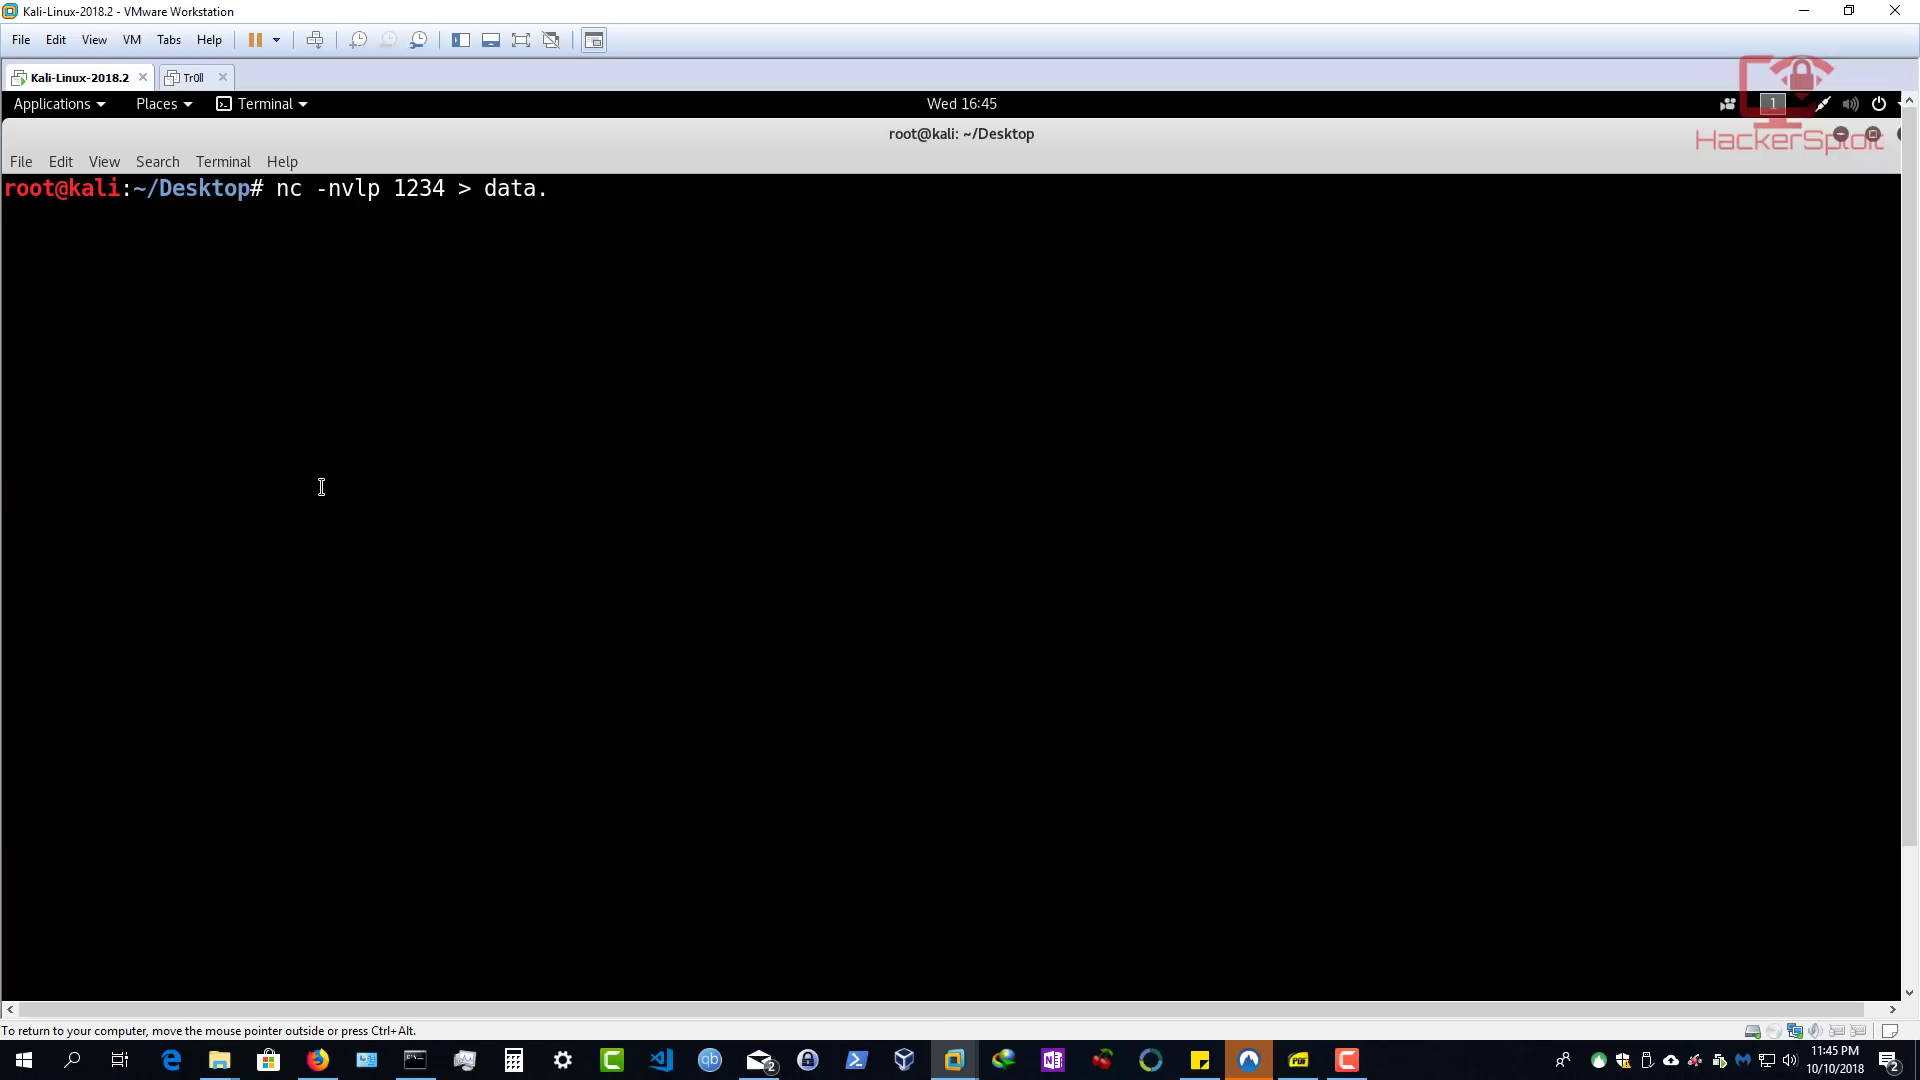 Kali-Linux-2018.2 - VMware Workstation
File Edit View VM Tabs Help
Kali-Linux-2018.2 Tr0ll
Applications Places Terminal Wed 16:45 1
root@kali: ~/Desktop
HackerSploit
File Edit View Search Terminal Help
root@kali:~/Desktop# nc -nvlp 1234 > data.
To return to your computer, move the mouse pointer outside or press Ctrl+Alt.
11:45 PM
10/10/2018